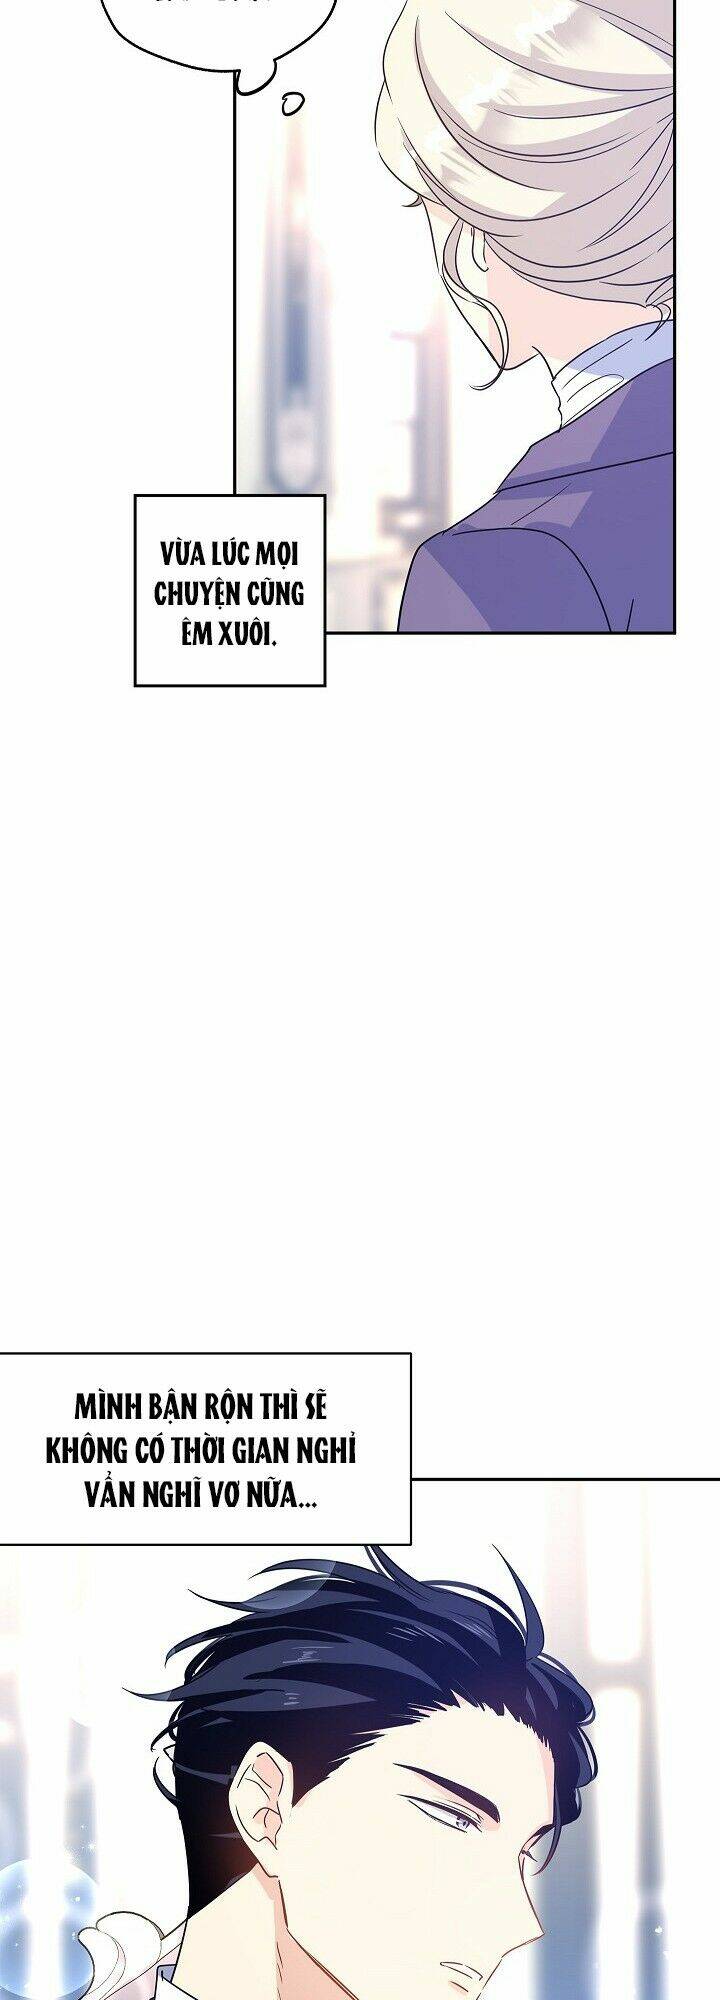 VỪA LÚC MỌI
CHUYỆN CŨNG
ÊM XUÔI.
MÌNH BẬN RỘN THÌ SẼ
KHÔNG CÓ THỜI GIAN NGHỈ
VẨN NGHĨ VƠ NỮA...